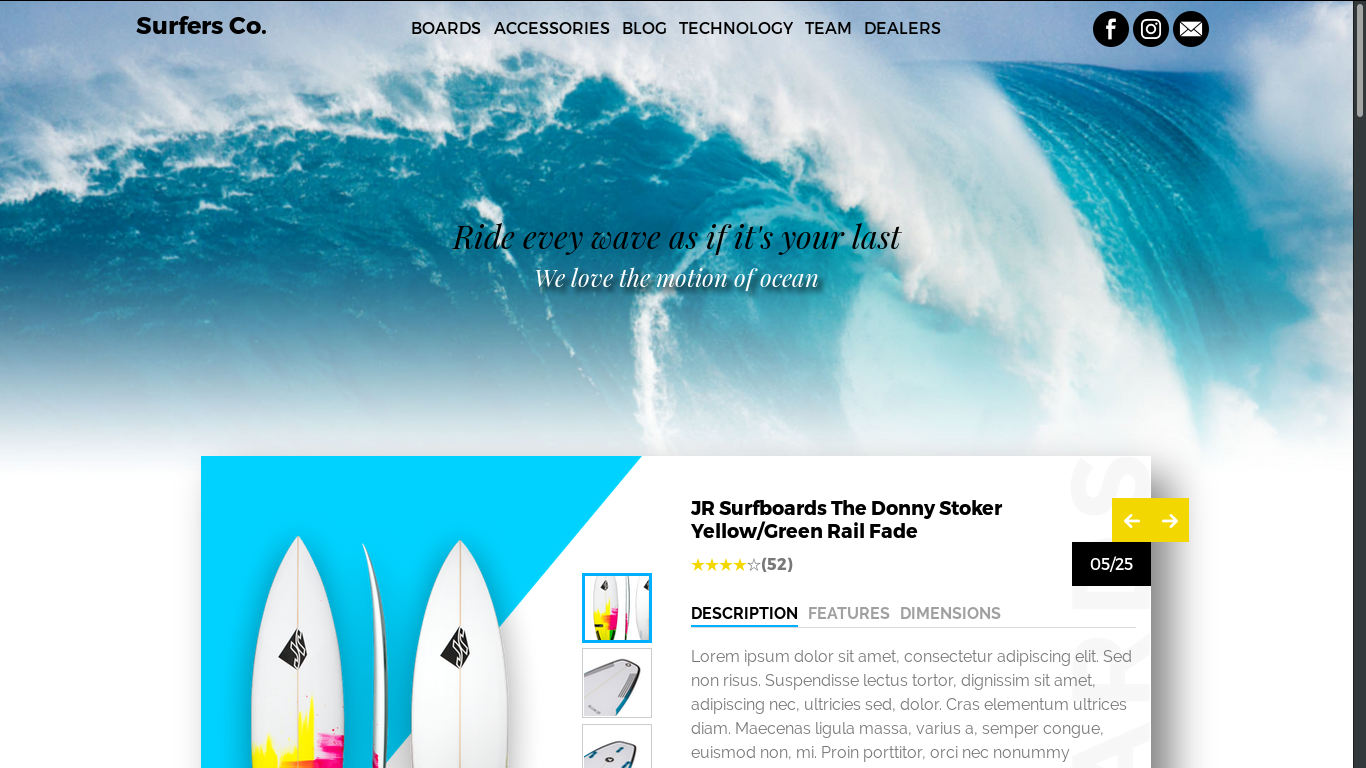 Surfers Co.
BOARDS ACCESSORIES BLOG TECHNOLOGY TEAM DEALERS
Ride evey wave as if it's your last
We love the motion of ocean
JR Surfboards The Donny Stoker
Yellow/Green Rail Fade
★★★★☆(52)
05/25
DESCRIPTION FEATURES DIMENSIONS
Lorem ipsum dolor sit amet, consectetur adipiscing elit. Sed
non risus. Suspendisse lectus tortor, dignissim sit amet,
adipiscing nec, ultricies sed, dolor. Cras elementum ultrices
diam. Maecenas ligula massa, varius a, semper congue,
euismod non, mi. Proin porttitor, orci nec nonummy